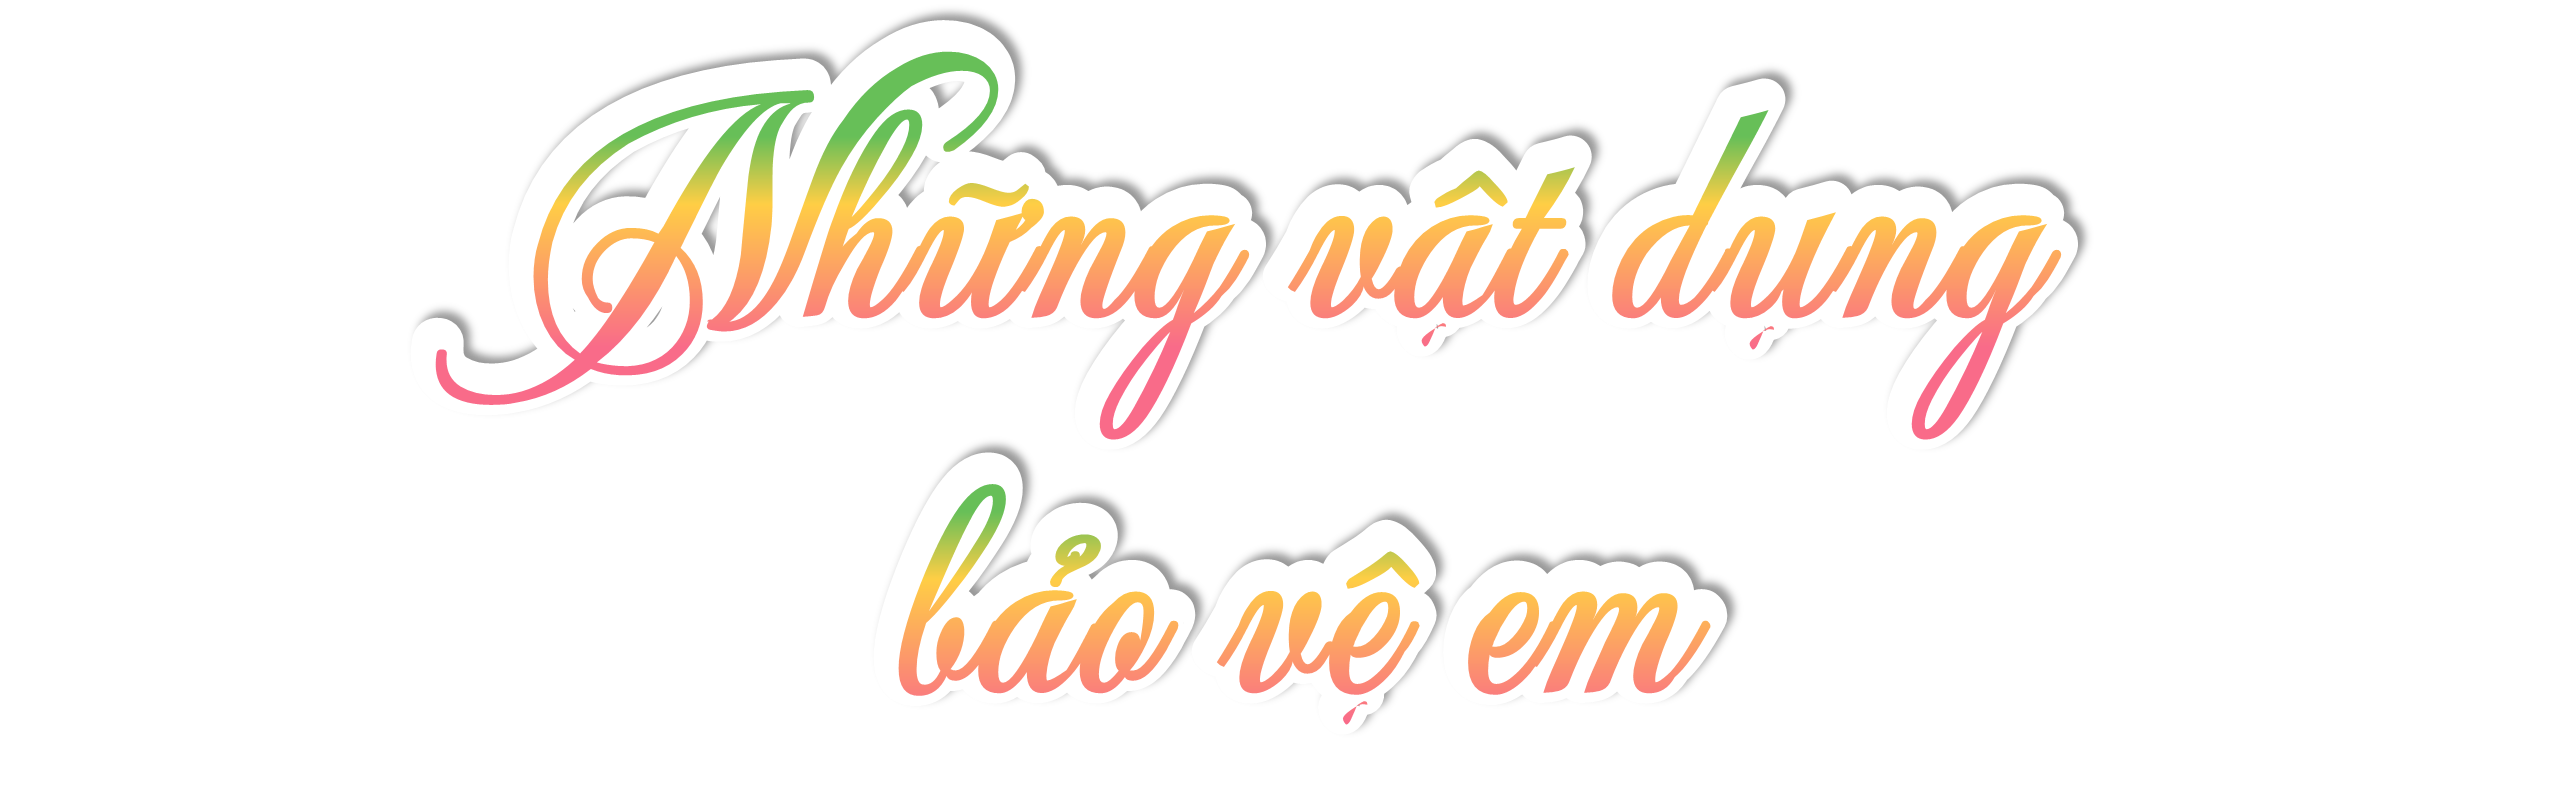 Những vật dụng
bảo vệ em